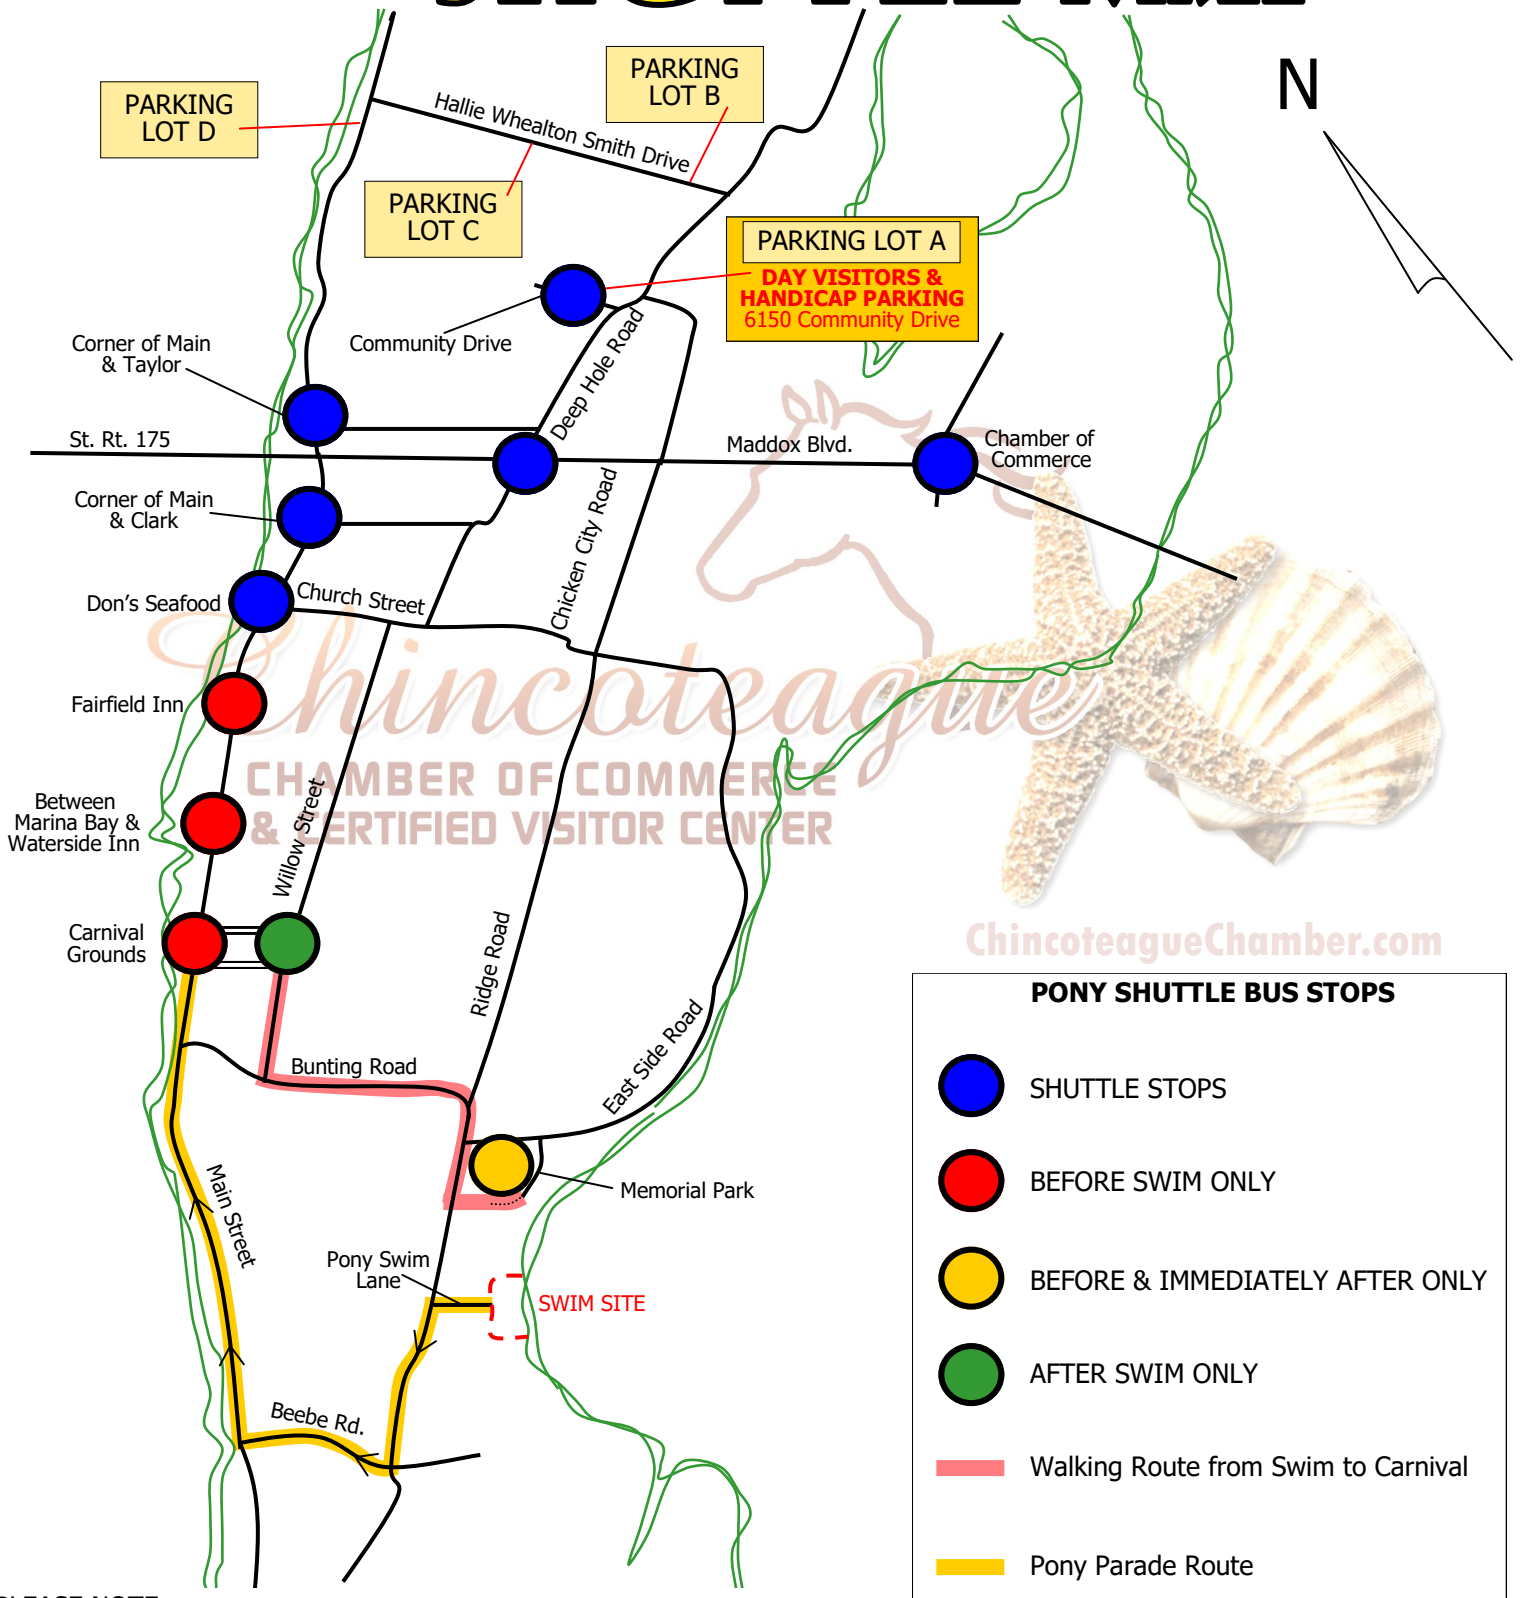 SHUTTLE MAP
N
PARKING
LOT D
PARKING
LOT B
Hallie Whealton Smith Drive
PARKING
LOT C
PARKING LOT A
DAY VISITORS &
HANDICAP PARKING
6150 Community Drive
Community Drive
Corner of Main
& Taylor
Deep Hole Road
St. Rt. 175
Maddox Blvd.
Chamber of
Commerce
Corner of Main
& Clark
Chicken City Road
Don's Seafood
Church Street
Chincoteague
CHAMBER OF COMMERCE
& CERTIFIED VISITOR CENTER
Fairfield Inn
Between
Marina Bay &
Waterside Inn
Willow Street
Carnival
Grounds
Ridge Road
ChincoteagueChamber.com
East Side Road
Bunting Road
Main Street
Memorial Park
Pony Swim
Lane
SWIM SITE
Beebe Rd.
PONY SHUTTLE BUS STOPS
SHUTTLE STOPS
BEFORE SWIM ONLY
BEFORE & IMMEDIATELY AFTER ONLY
AFTER SWIM ONLY
Walking Route from Swim to Carnival
Pony Parade Route
PLEASE NOTE